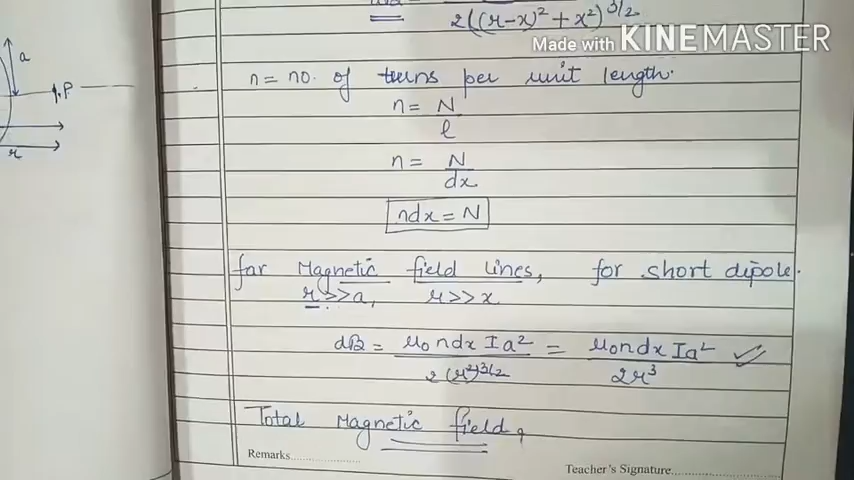 2((r-x)² + x²)^3/2
Made with KINEMASTER
a
P
r
n = no. of turns per unit length.
n = N/l
n = N/dx
ndx = N
for Magnetic field lines, for short dipole.
r>>a, r>>x
dB = μ₀ndx Ia²/2(r²)^3/2 = μ₀ndx Ia²/2r³
Total Magnetic field,
Remarks
Teacher's Signature